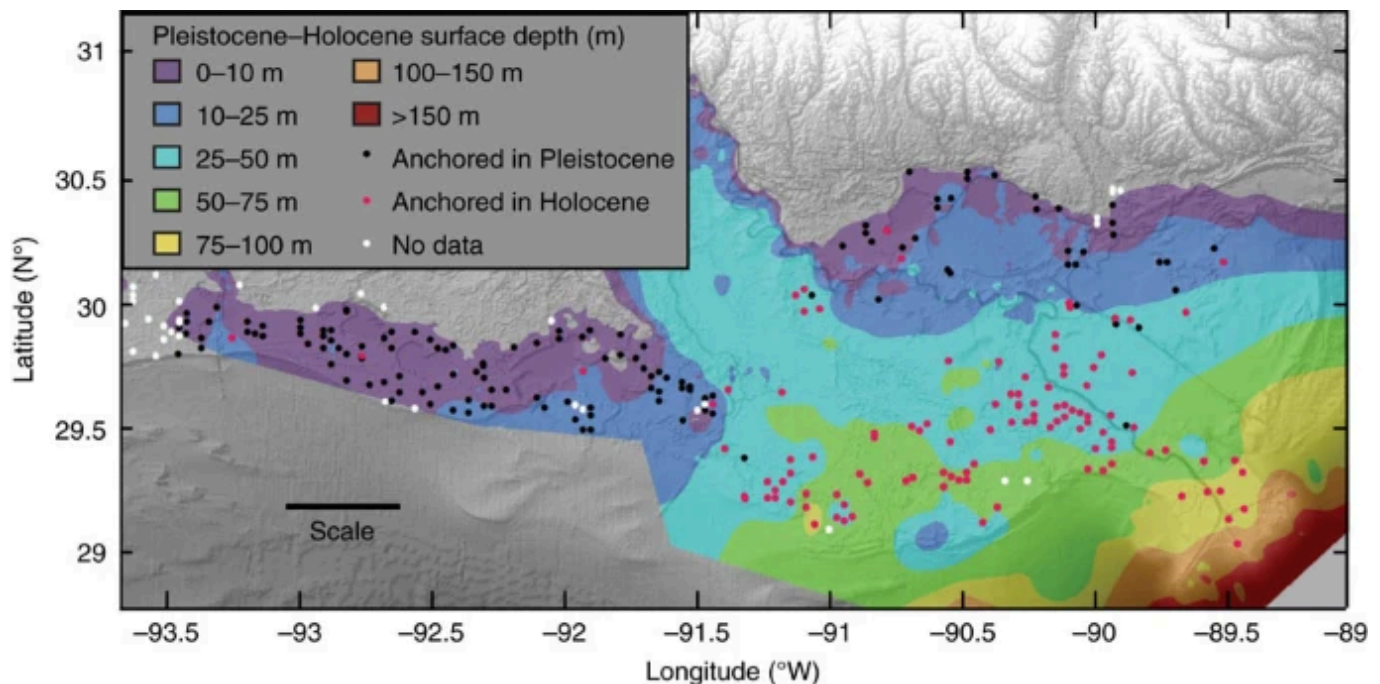 Pleistocene–Holocene surface depth (m)
0–10 m
100–150 m
10–25 m
>150 m
25–50 m
Anchored in Pleistocene
50–75 m
Anchored in Holocene
75–100 m
No data
31
30.5
30
29.5
29
Latitude (N°)
Scale
–93.5
–93
–92.5
–92
–91.5
–91
–90.5
–90
–89.5
–89
Longitude (°W)